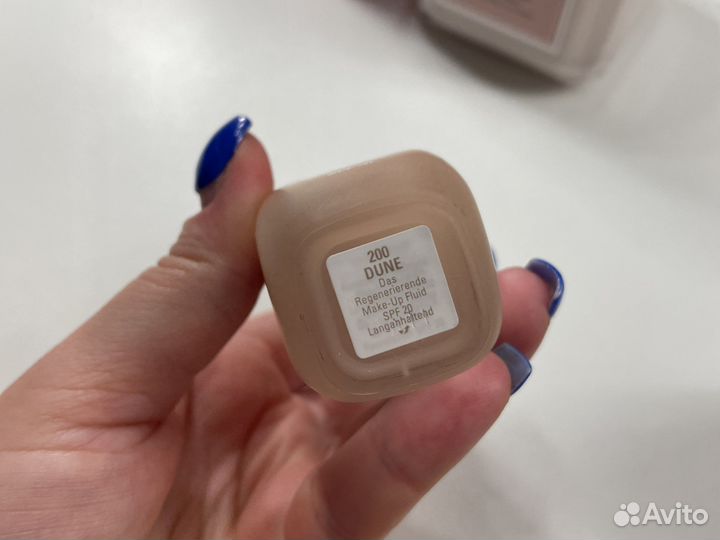 200
DUNE
Das
Regenerierende
Make-Up Fluid
SPF 20
Langanhaltend
Avito